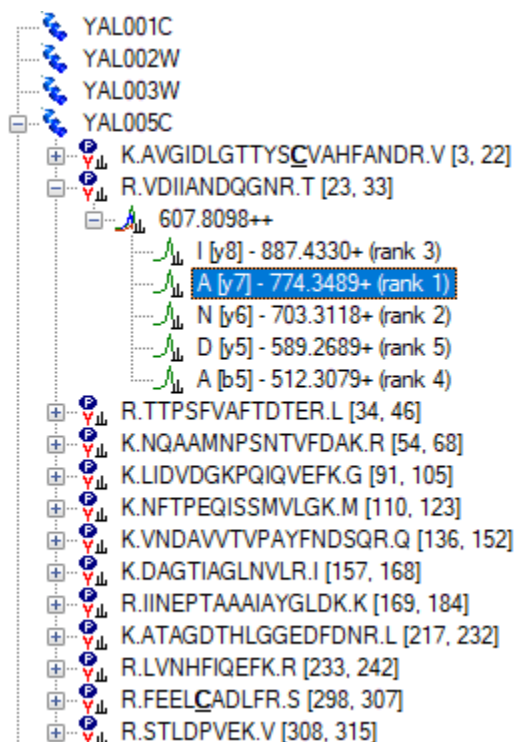 YAL001C
YAL002W
YAL003W
YAL005C
K.AVGIDLGTTYSCVAHFANDR.V [3, 22]
R.VDIIANDQGNR.T [23, 33]
607.8098++
I [y8] - 887.4330+ (rank 3)
A [y7] - 774.3489+ (rank 1)
N [y6] - 703.3118+ (rank 2)
D [y5] - 589.2689+ (rank 5)
A [b5] - 512.3079+ (rank 4)
R.TTPSFVAFTDTER.L [34, 46]
K.NQAAMNPSNTVFDAK.R [54, 68]
K.LIDVDGKPQIQVEFK.G [91, 105]
K.NFTPEQISSMVLGK.M [110, 123]
K.VNDAVVTVPAYFNDSQR.Q [136, 152]
K.DAGTIAGLNVLR.I [157, 168]
R.IINEPTAAAIAYGLDK.K [169, 184]
K.ATAGDTHLGGEDFDNR.L [217, 232]
R.LVNHFIQEFK.R [233, 242]
R.FEELCADLFR.S [298, 307]
R.STLDPVEK.V [308, 315]